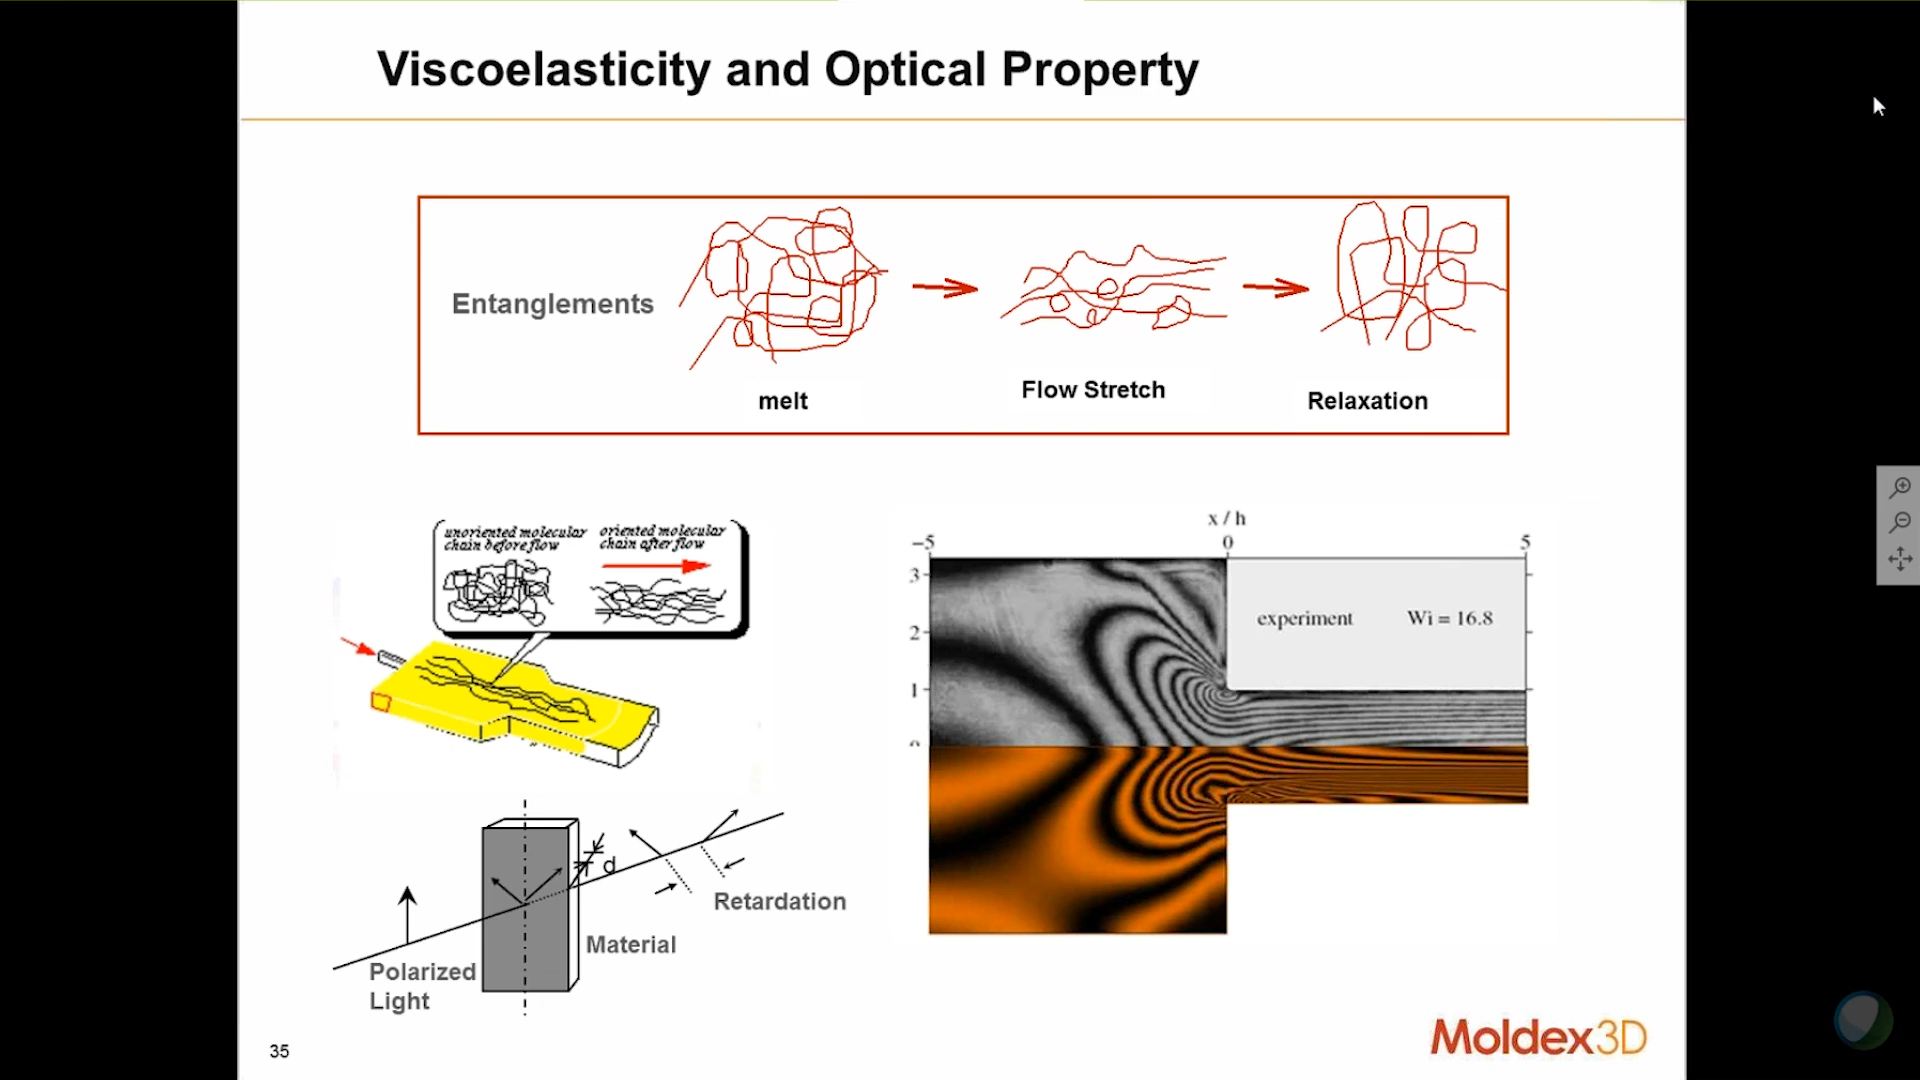 Viscoelasticity and Optical Property
Entanglements
melt
Flow Stretch
Relaxation
unoriented molecular
chain before flow
oriented molecular
chain after flow
x / h
−5 0 5
3
2
1
0
experiment Wi = 16.8
d
Retardation
Material
Polarized
Light
35
Moldex3D